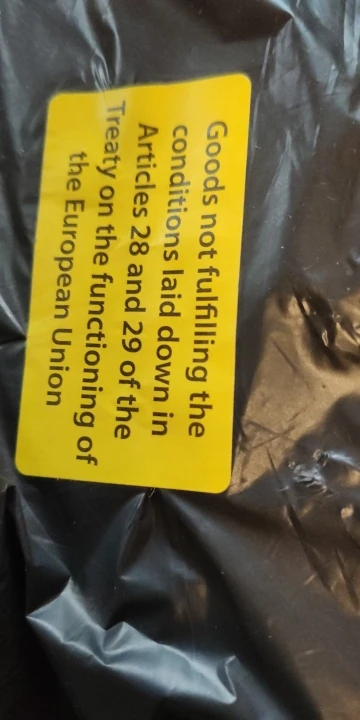 Goods not fulfilling the
conditions laid down in
Articles 28 and 29 of the
Treaty on the functioning of
the European Union